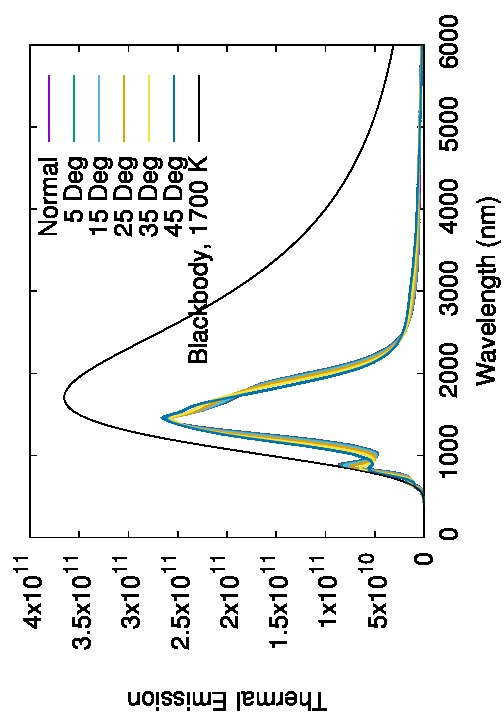 Thermal Emission
4x10^11
3.5x10^11
3x10^11
2.5x10^11
2x10^11
1.5x10^11
1x10^11
5x10^10
0
0
1000
2000
3000
4000
5000
6000
Wavelength (nm)
Normal
5 Deg
15 Deg
25 Deg
35 Deg
45 Deg
Blackbody, 1700 K